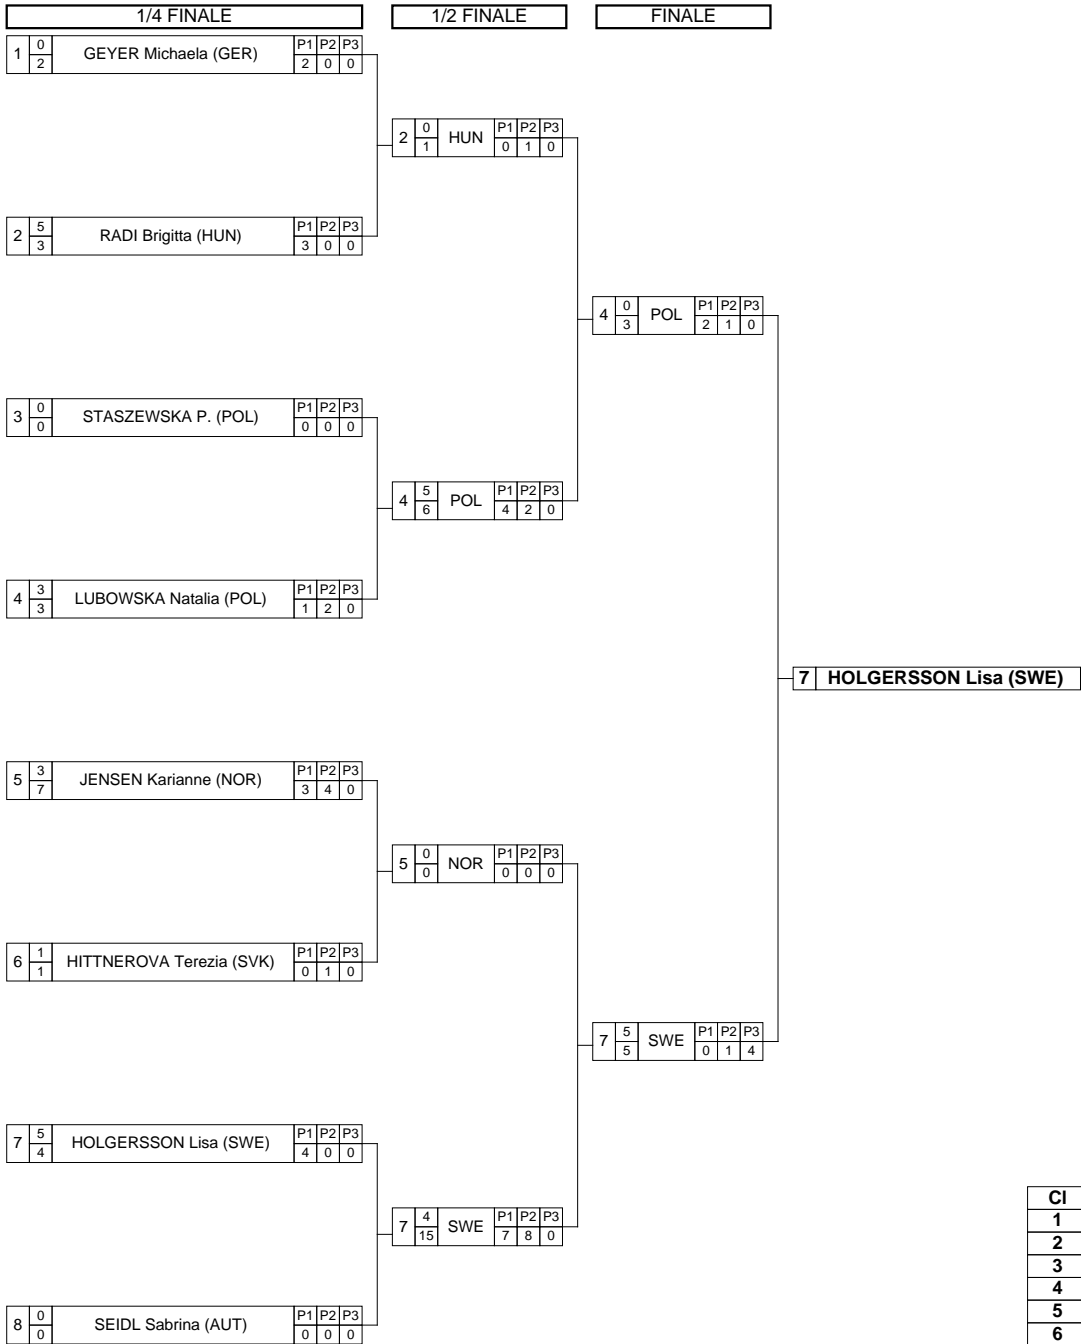 1/4 FINALE 1/2 FINALE FINALE
1 0 2 GEYER Michaela (GER) P1 P2 P3 2 0 0
2 0 1 HUN P1 P2 P3 0 1 0
2 5 3 RADI Brigitta (HUN) P1 P2 P3 3 0 0
4 0 3 POL P1 P2 P3 2 1 0
3 0 0 STASZEWSKA P. (POL) P1 P2 P3 0 0 0
4 5 6 POL P1 P2 P3 4 2 0
4 3 3 LUBOWSKA Natalia (POL) P1 P2 P3 1 2 0
7 HOLGERSSON Lisa (SWE)
5 3 7 JENSEN Karianne (NOR) P1 P2 P3 3 4 0
5 0 0 NOR P1 P2 P3 0 0 0
6 1 1 HITTNEROVA Terezia (SVK) P1 P2 P3 0 1 0
7 5 5 SWE P1 P2 P3 0 1 4
7 5 4 HOLGERSSON Lisa (SWE) P1 P2 P3 4 0 0
7 4 15 SWE P1 P2 P3 7 8 0
8 0 0 SEIDL Sabrina (AUT) P1 P2 P3 0 0 0
Cl
1
2
3
4
5
6